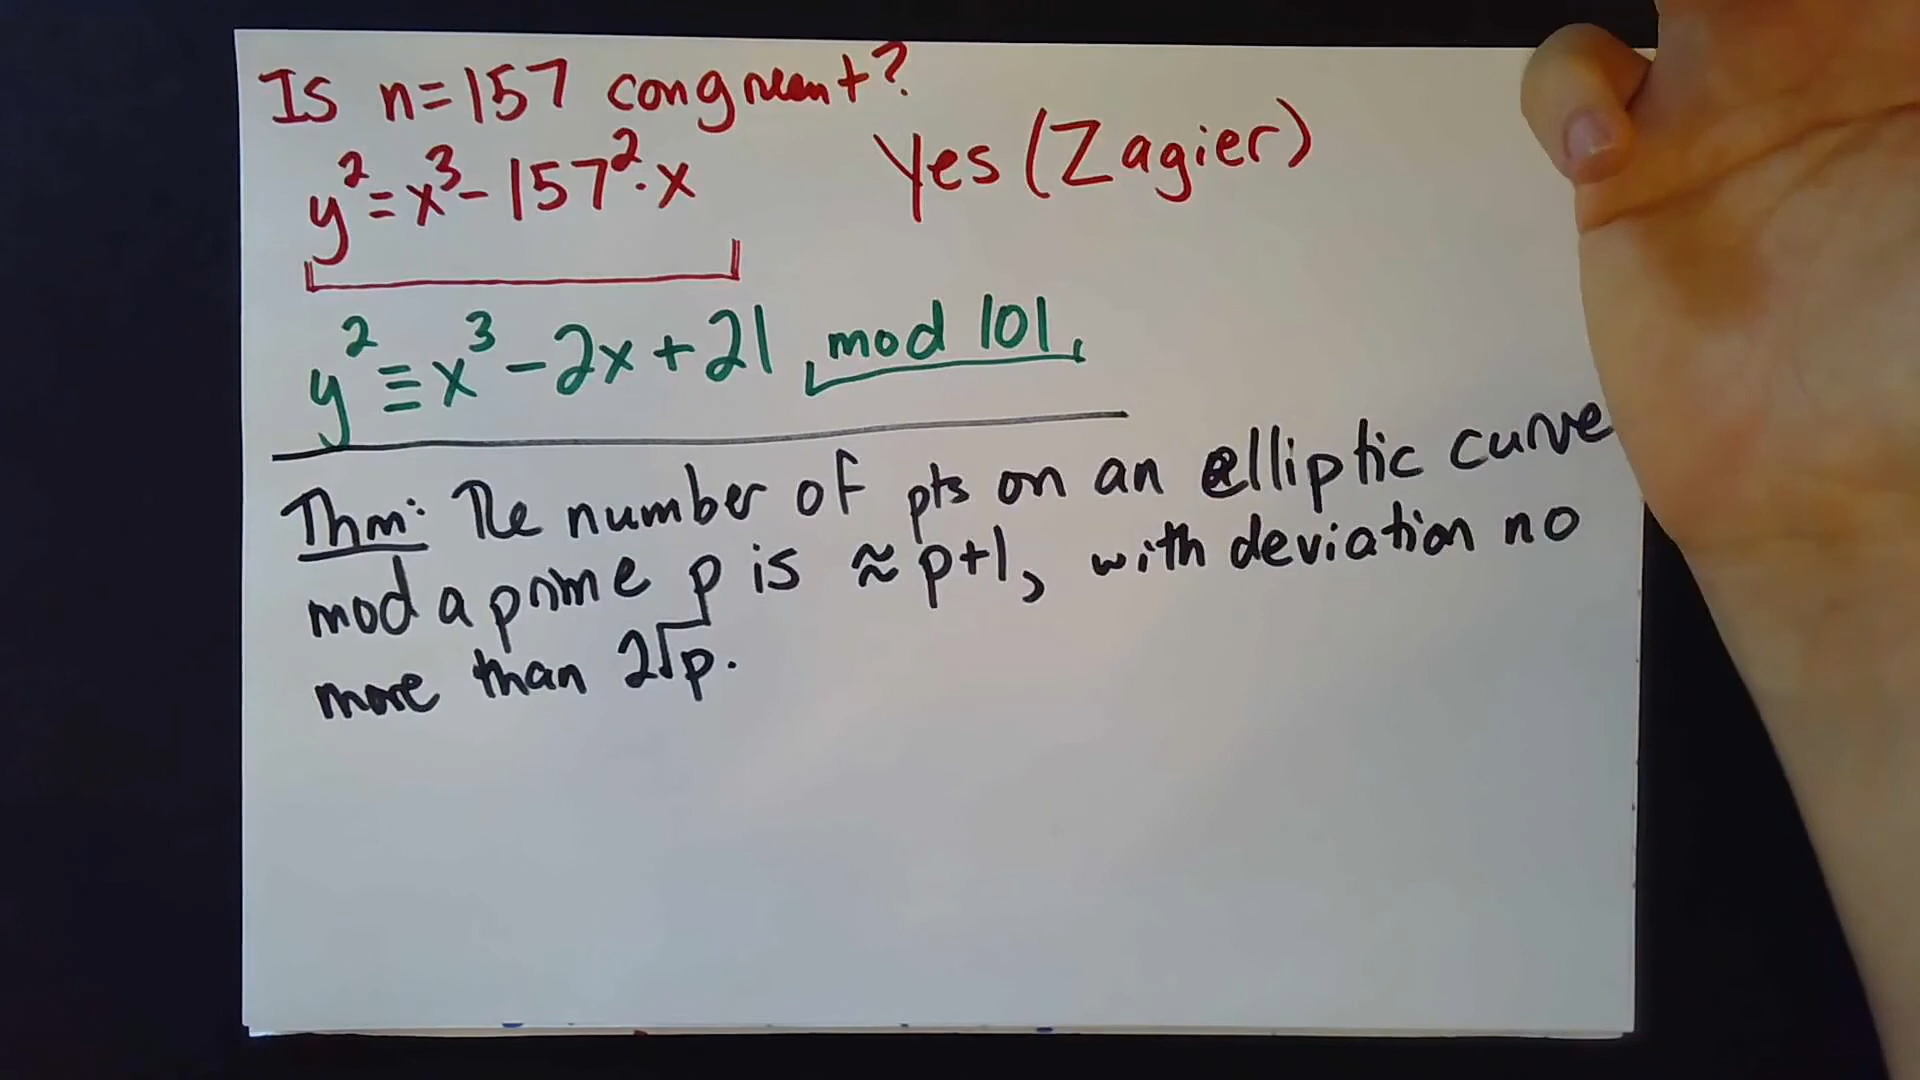 Is n=157 congruent?
Yes (Zagier)
y²=x³-157²·x
y²≡x³-2x+21 mod 101
Thm: The number of pts on an elliptic curve
mod a prime p is ≈ p+1, with deviation no
more than 2√p.